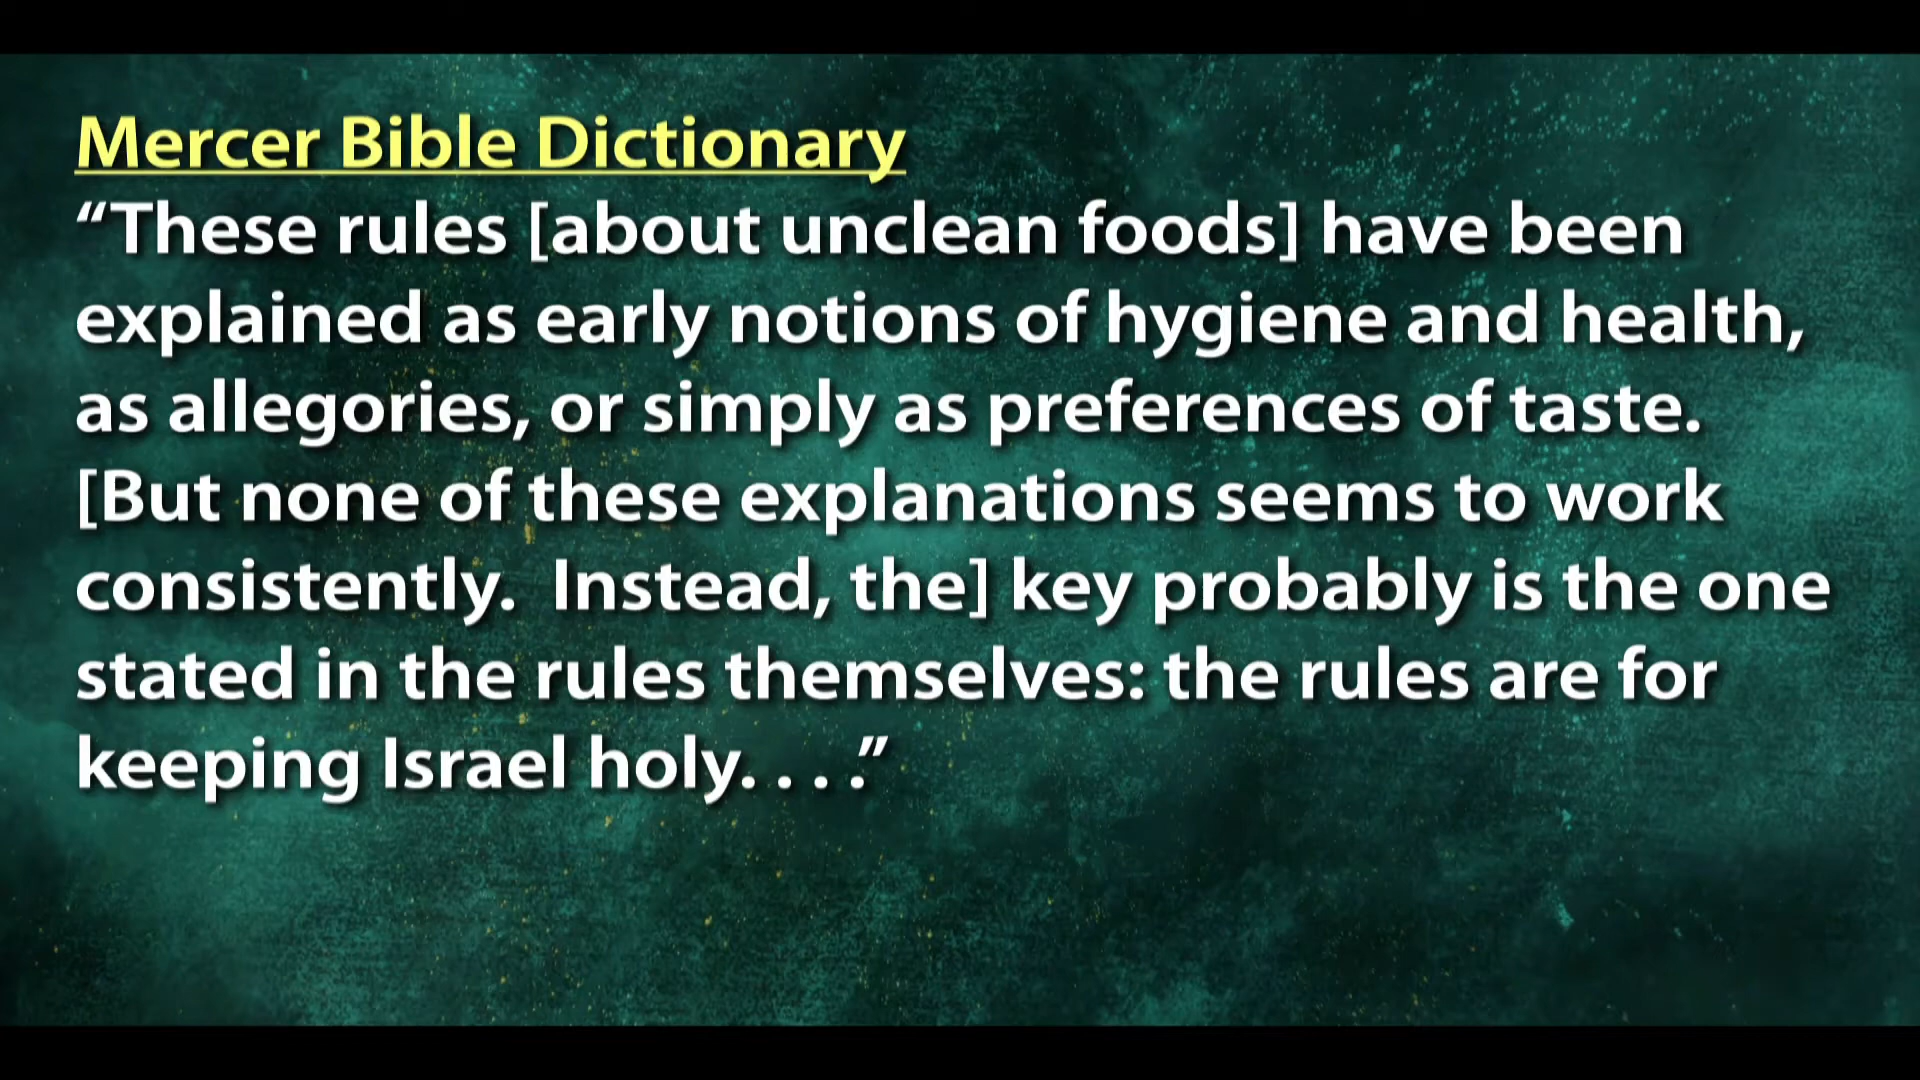 Mercer Bible Dictionary
“These rules [about unclean foods] have been
explained as early notions of hygiene and health,
as allegories, or simply as preferences of taste.
[But none of these explanations seems to work
consistently.  Instead, the] key probably is the one
stated in the rules themselves: the rules are for
keeping Israel holy. . . .”